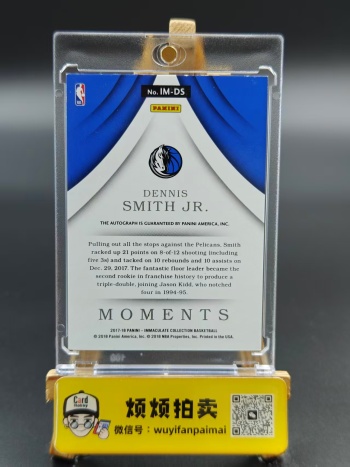 No. IM-DS
PANINI
DENNIS
SMITH JR.
THE AUTOGRAPH IS GUARANTEED BY PANINI AMERICA, INC.
Pulling out all the stops against the Pelicans, Smith
racked up 21 points on 8-of-12 shooting (including
five 3s) and tacked on 10 rebounds and 10 assists on
Dec. 29, 2017. The fantastic floor leader became the
second rookie in franchise history to produce a
triple-double, joining Jason Kidd, who notched
four in 1994-95.
MOMENTS
2017-18 PANINI - IMMACULATE COLLECTION BASKETBALL
© 2018 Panini America, Inc. © 2018 NBA Properties, Inc. Printed in the USA.
Card
Hobby
烦烦拍卖
微信号：wuyifanpaimai